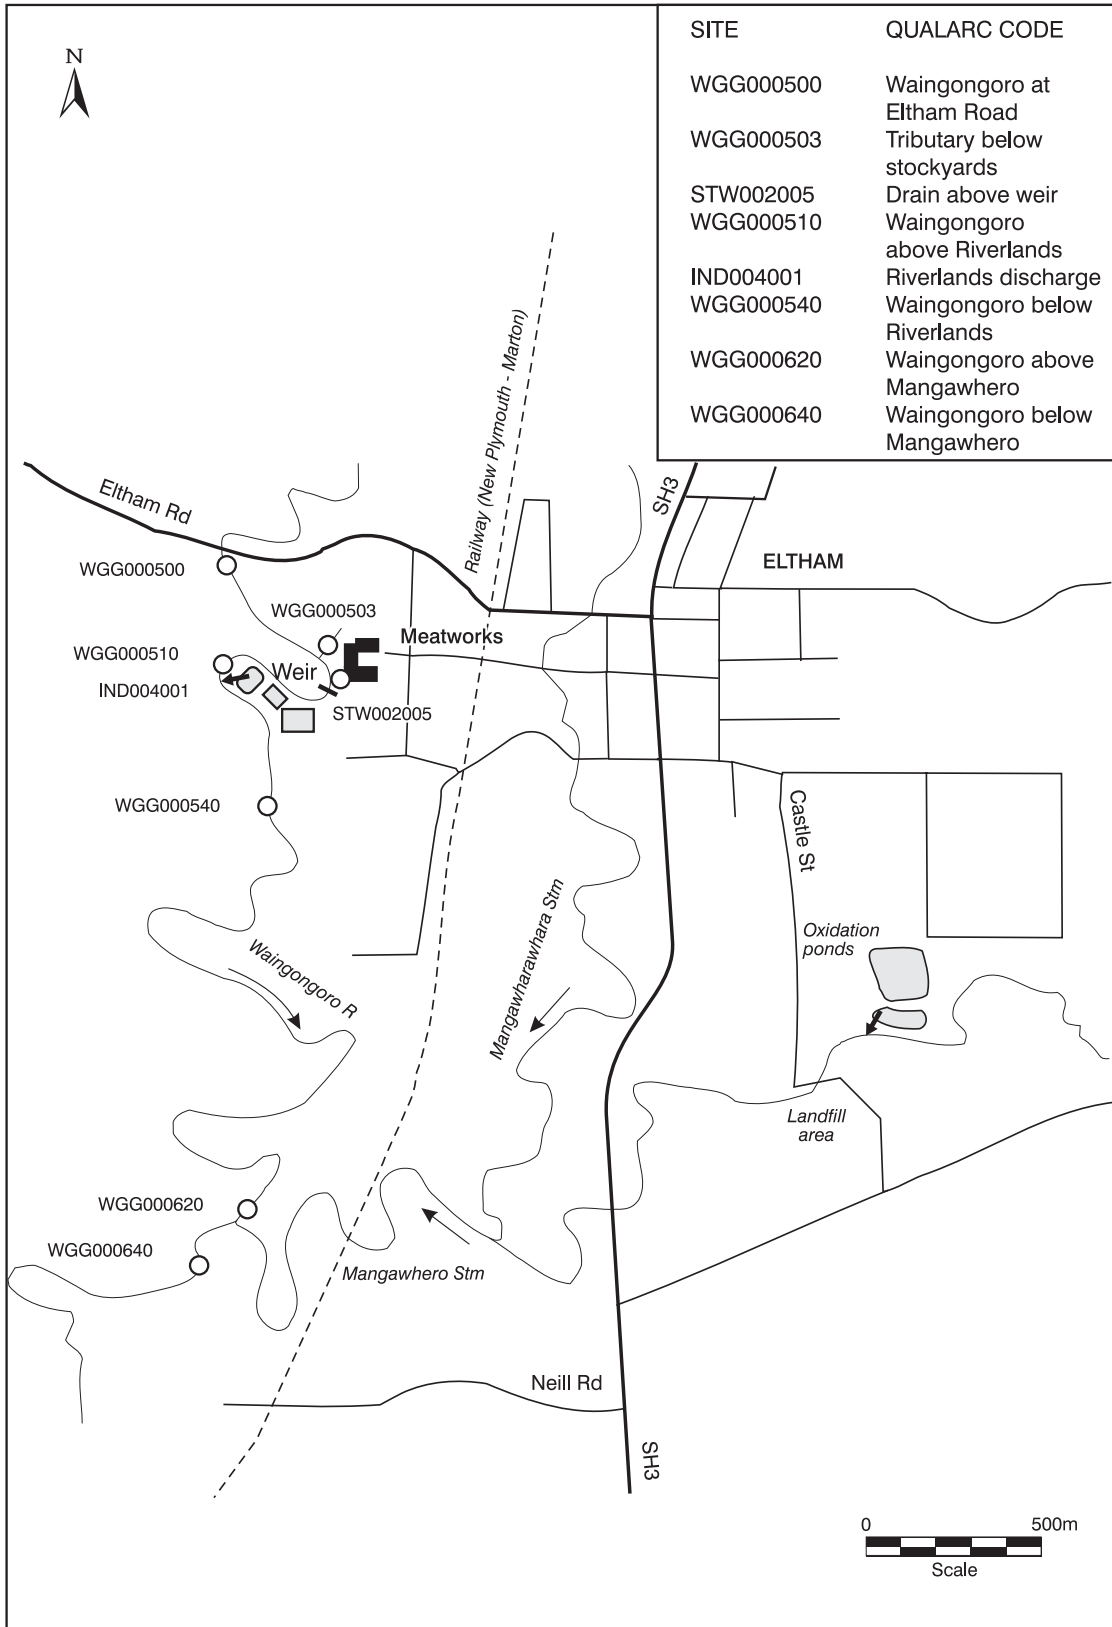 N
SITE QUALARC CODE
WGG000500 Waingongoro at
Eltham Road
WGG000503 Tributary below
stockyards
STW002005 Drain above weir
WGG000510 Waingongoro
above Riverlands
IND004001 Riverlands discharge
WGG000540 Waingongoro below
Riverlands
WGG000620 Waingongoro above
Mangawhero
WGG000640 Waingongoro below
Mangawhero
Railway (New Plymouth - Marton)
Eltham Rd
SH3
ELTHAM
WGG000500
WGG000503
Meatworks
WGG000510
Weir
IND004001
STW002005
WGG000540
Castle St
Waingongoro R
Mangawharawhara Stm
Oxidation
ponds
Landfill
area
WGG000620
WGG000640
Mangawhero Stm
Neill Rd
SH3
0 500m
Scale